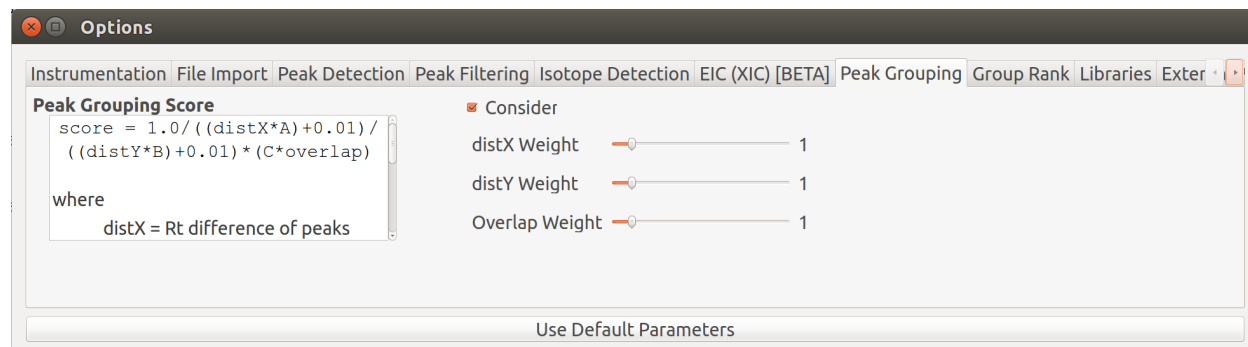 Options
Instrumentation File Import Peak Detection Peak Filtering Isotope Detection EIC (XIC) [BETA] Peak Grouping Group Rank Libraries Exter
Peak Grouping Score
score = 1.0/((distX*A)+0.01)/
((distY*B)+0.01)*(C*overlap)
where
distX = Rt difference of peaks
Consider
distX Weight 1
distY Weight 1
Overlap Weight 1
Use Default Parameters